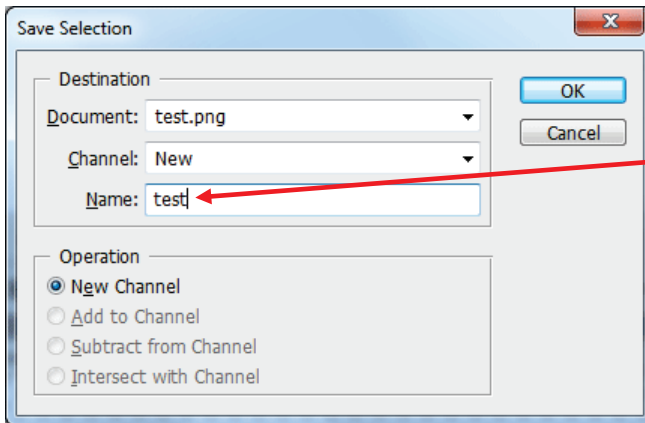 Save Selection
Destination
Document: test.png
Channel: New
Name: test
OK
Cancel
Operation
New Channel
Add to Channel
Subtract from Channel
Intersect with Channel